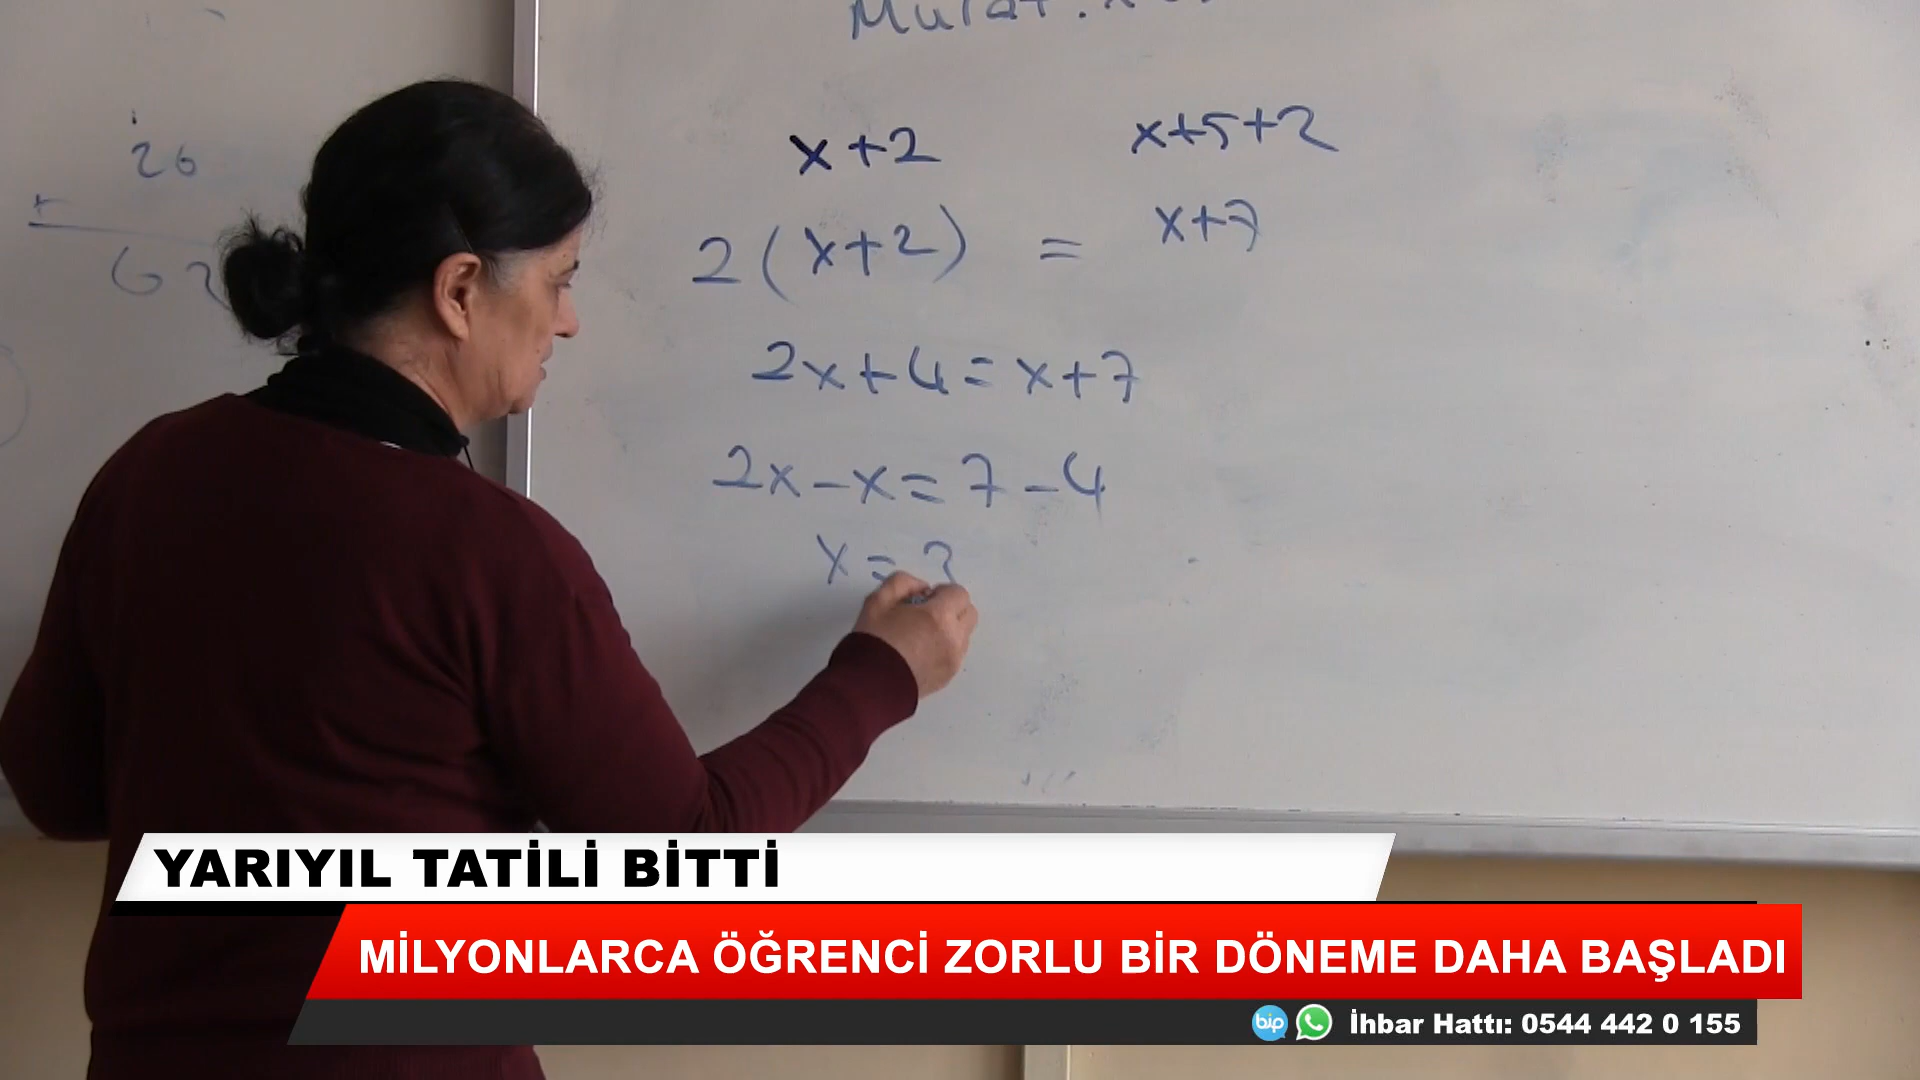 26
+
62
x+2
x+5+2
2(x+2) = x+7
2x+4=x+7
2x-x=7-4
x=3
YARIYIL TATİLİ BİTTİ
MİLYONLARCA ÖĞRENCİ ZORLU BİR DÖNEME DAHA BAŞLADI
bip İhbar Hattı: 0544 442 0 155